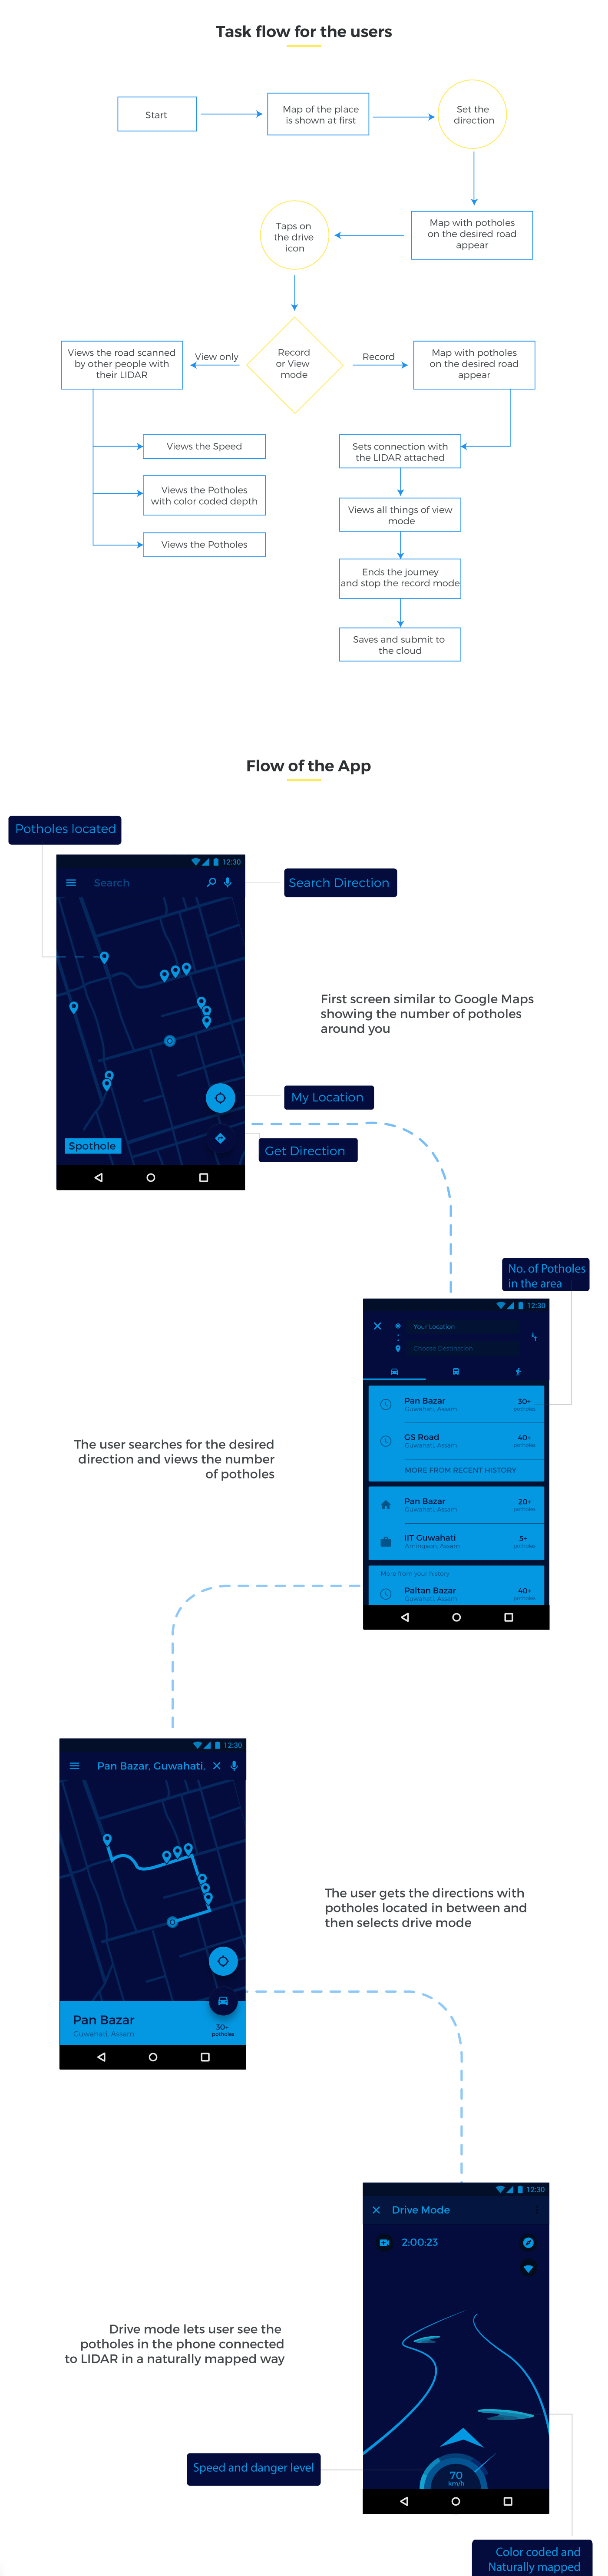 Task flow for the users
Start
Map of the place
is shown at first
Set the
direction
Taps on
the drive
icon
Map with potholes
on the desired road
appear
Views the road scanned
by other people with
their LIDAR
View only
Record
or View
mode
Record
Map with potholes
on the desired road
appear
Views the Speed
Views the Potholes
with color coded depth
Views the Potholes
Sets connection with
the LIDAR attached
Views all things of view
mode
Ends the journey
and stop the record mode
Saves and submit to
the cloud
Flow of the App
Potholes located
12:30
Search
Search Direction
First screen similar to Google Maps
showing the number of potholes
around you
My Location
Spothole
Get Direction
No. of Potholes
in the area
12:30
Your Location
Choose Destination
Pan Bazar
Guwahati, Assam
30+
potholes
GS Road
Guwahati, Assam
40+
potholes
MORE FROM RECENT HISTORY
The user searches for the desired
direction and views the number
of potholes
Pan Bazar
Guwahati, Assam
20+
potholes
IIT Guwahati
Amingaon, Assam
5+
potholes
More from your history
Paltan Bazar
Guwahati, Assam
40+
potholes
12:30
Pan Bazar, Guwahati,
The user gets the directions with
potholes located in between and
then selects drive mode
Pan Bazar
Guwahati, Assam
30+
potholes
12:30
Drive Mode
2:00:23
Drive mode lets user see the
potholes in the phone connected
to LIDAR in a naturally mapped way
Speed and danger level
70
km/h
Color coded and
Naturally mapped